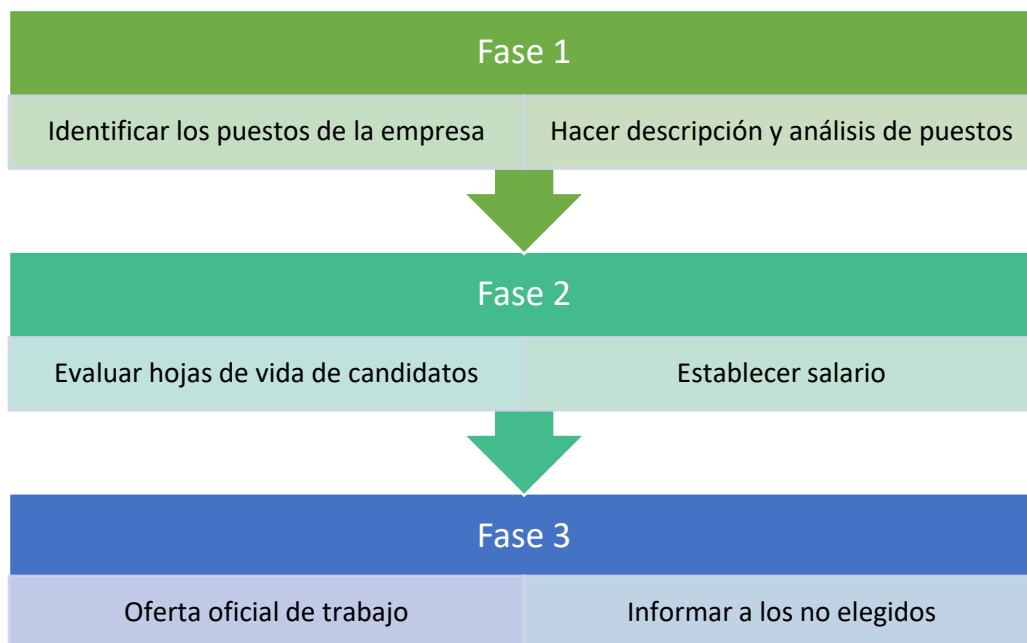 Fase 1
Identificar los puestos de la empresa
Hacer descripción y análisis de puestos
Fase 2
Evaluar hojas de vida de candidatos
Establecer salario
Fase 3
Oferta oficial de trabajo
Informar a los no elegidos